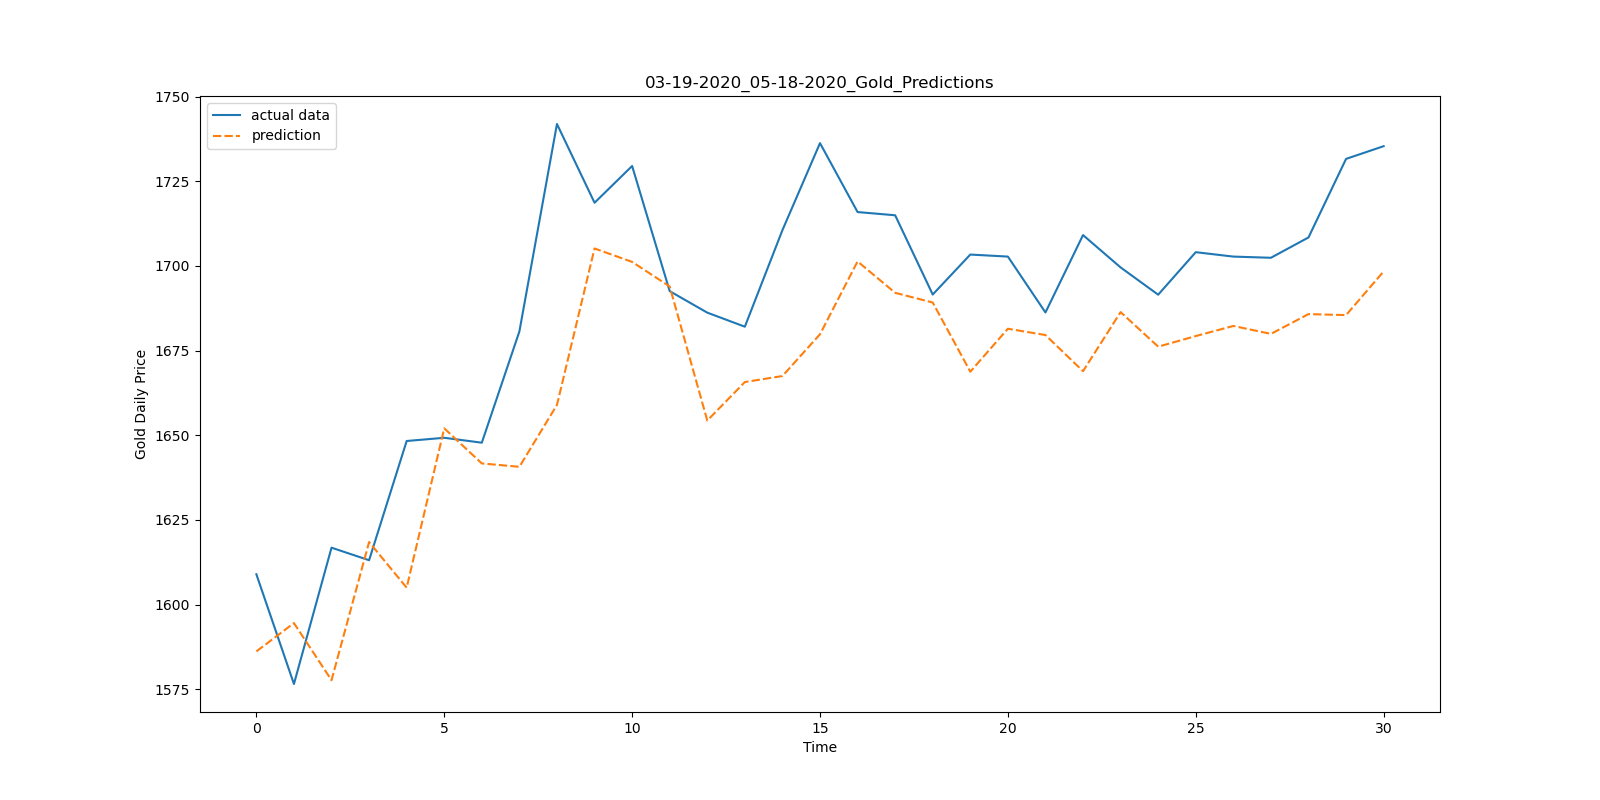 03-19-2020_05-18-2020_Gold_Predictions
actual data
prediction
1750
1725
1700
1675
1650
1625
1600
1575
Gold Daily Price
0 5 10 15 20 25 30
Time